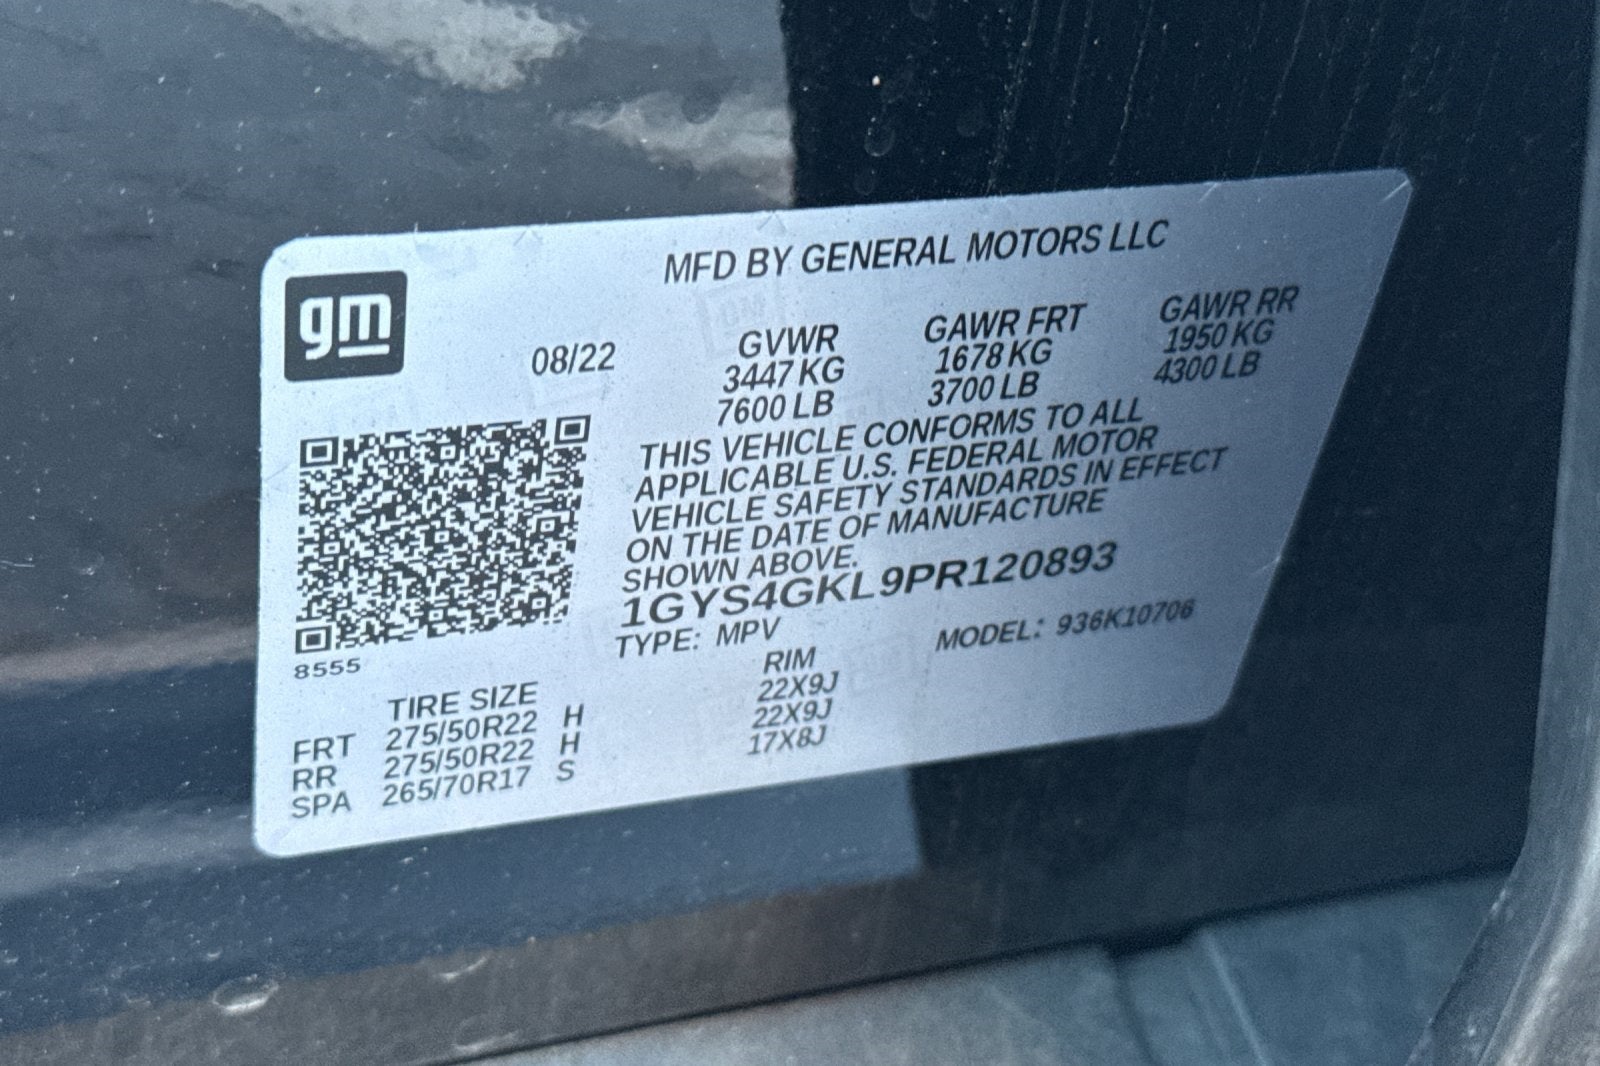 MFD BY GENERAL MOTORS LLC
gm
08/22
GVWR GAWR FRT GAWR RR
3447 KG 1678 KG 1950 KG
7600 LB 3700 LB 4300 LB
THIS VEHICLE CONFORMS TO ALL
APPLICABLE U.S. FEDERAL MOTOR
VEHICLE SAFETY STANDARDS IN EFFECT
ON THE DATE OF MANUFACTURE
SHOWN ABOVE.
1GYS4GKL9PR120893
TYPE: MPV MODEL: 936K10706
8555
TIRE SIZE RIM
FRT 275/50R22 H 22X9J
RR 275/50R22 H 22X9J
SPA 265/70R17 S 17X8J